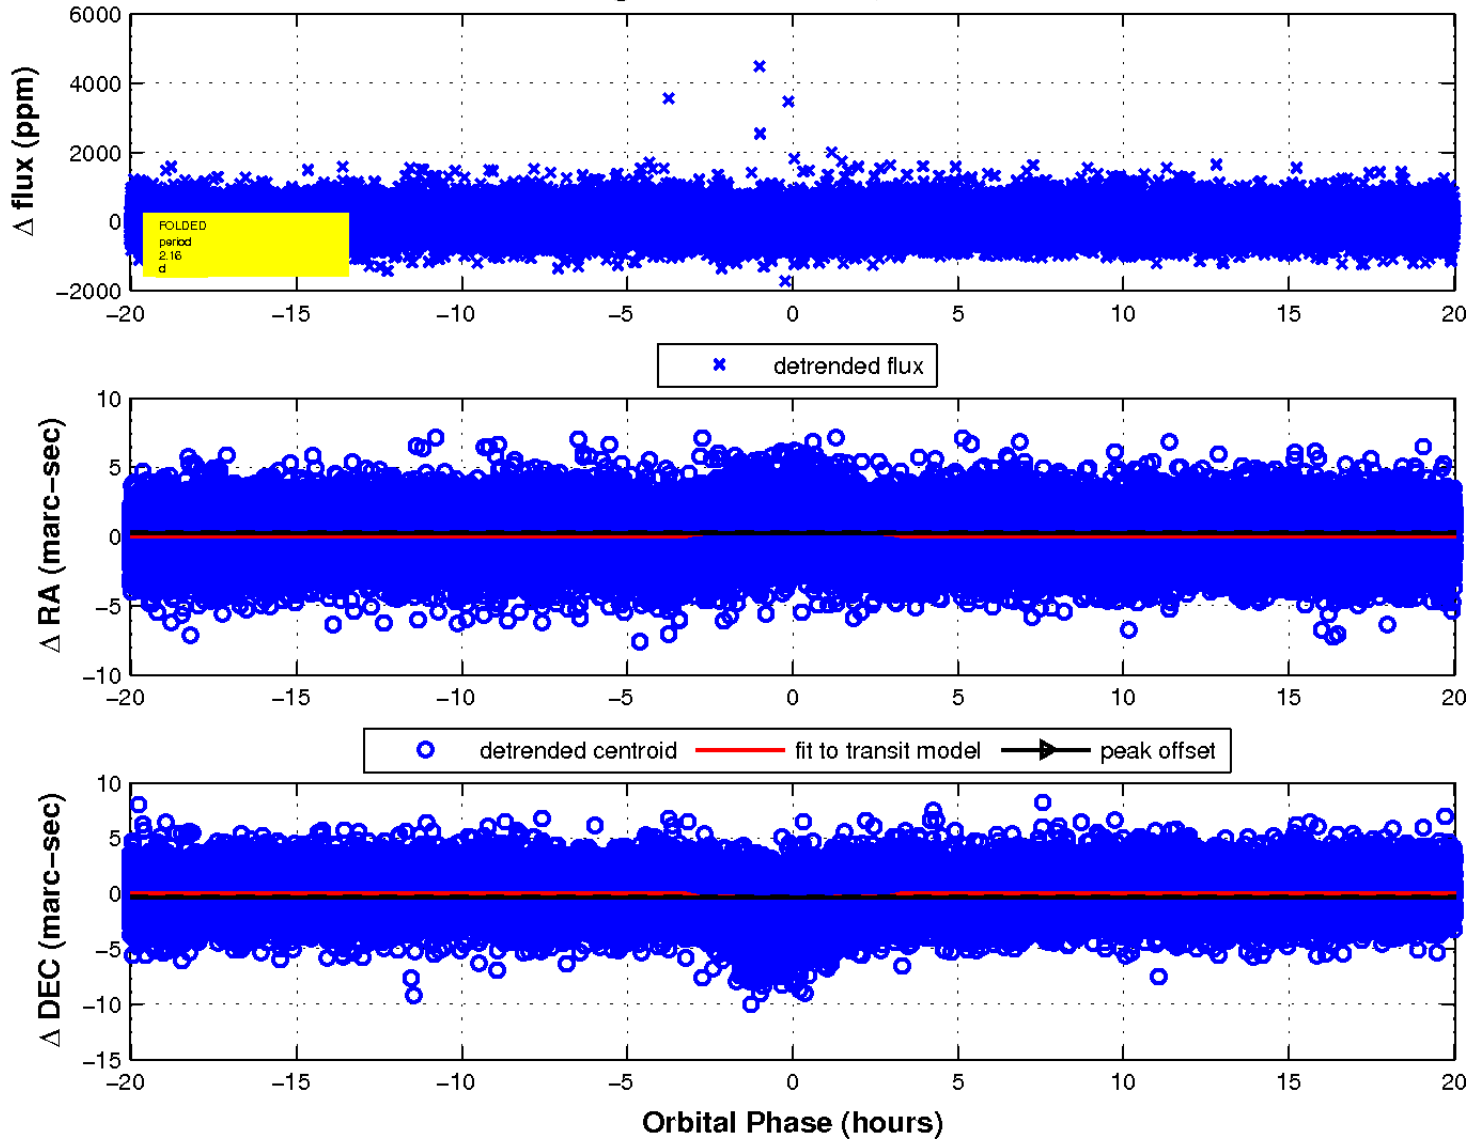 6000
4000
2000
0
−2000
Δ flux (ppm)
FOLDED
period
2.16
d
−20 −15 −10 −5 0 5 10 15 20
detrended flux
10
5
0
−5
−10
Δ RA (marc−sec)
−20 −15 −10 −5 0 5 10 15 20
detrended centroid fit to transit model peak offset
10
5
0
−5
−10
−15
Δ DEC (marc−sec)
−20 −15 −10 −5 0 5 10 15 20
Orbital Phase (hours)